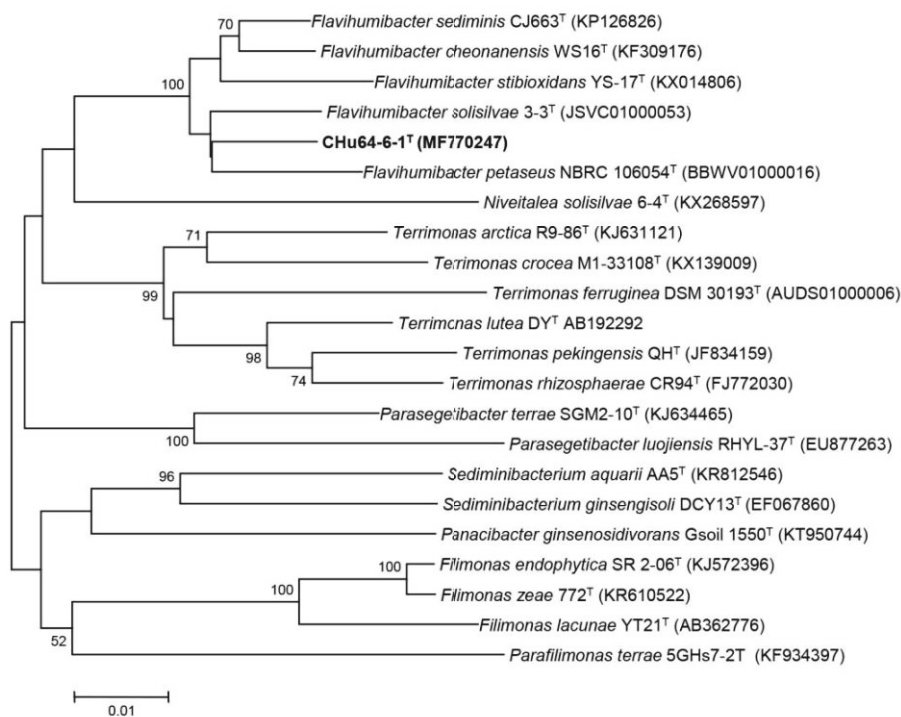 70
Flavihumibacter sediminis CJ663ᵀ (KP126826)
Flavihumibacter cheonanensis WS16ᵀ (KF309176)
100
Flavihumibacter stibioxidans YS-17ᵀ (KX014806)
Flavihumibacter solisilvae 3-3ᵀ (JSVC01000053)
CHu64-6-1ᵀ (MF770247)
Flavihumibacter petaseus NBRC 106054ᵀ (BBWV01000016)
Niveitalea solisilvae 6-4ᵀ (KX268597)
71
Terrimonas arctica R9-86ᵀ (KJ631121)
Terrimonas crocea M1-33108ᵀ (KX139009)
99
Terrimonas ferruginea DSM 30193ᵀ (AUDS01000006)
Terrimonas lutea DYᵀ AB192292
98
Terrimonas pekingensis QHᵀ (JF834159)
74
Terrimonas rhizosphaerae CR94ᵀ (FJ772030)
Parasegetibacter terrae SGM2-10ᵀ (KJ634465)
100
Parasegetibacter luojiensis RHYL-37ᵀ (EU877263)
96
Sediminibacterium aquarii AA5ᵀ (KR812546)
Sediminibacterium ginsengisoli DCY13ᵀ (EF067860)
Panacibacter ginsenosidivorans Gsoil 1550ᵀ (KT950744)
100
Filimonas endophytica SR 2-06ᵀ (KJ572396)
100
Filimonas zeae 772ᵀ (KR610522)
Filimonas lacunae YT21ᵀ (AB362776)
52
Parafilimonas terrae 5GHs7-2T (KF934397)
0.01